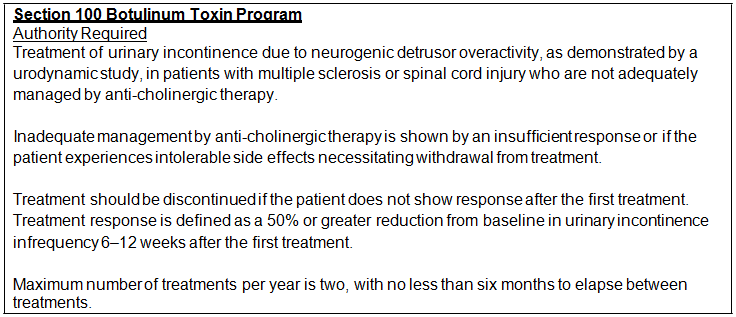 Section 100 Botulinum Toxin Program
Authority Required
Treatment of urinary incontinence due to neurogenic detrusor overactivity, as demonstrated by a
urodynamic study, in patients with multiple sclerosis or spinal cord injury who are not adequately
managed by anti-cholinergic therapy.
Inadequate management by anti-cholinergic therapy is shown by an insufficient response or if the
patient experiences intolerable side effects necessitating withdrawal from treatment.
Treatment should be discontinued if the patient does not show response after the first treatment.
Treatment response is defined as a 50% or greater reduction from baseline in urinary incontinence
in frequency 6–12 weeks after the first treatment.
Maximum number of treatments per year is two, with no less than six months to elapse between
treatments.